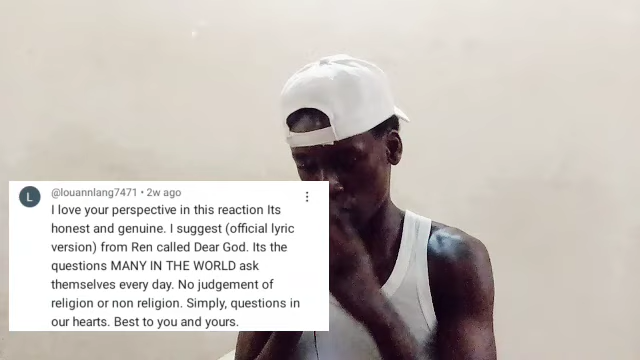 L
@louannlang7471 • 2w ago
I love your perspective in this reaction Its
honest and genuine. I suggest (official lyric
version) from Ren called Dear God. Its the
questions MANY IN THE WORLD ask
themselves every day. No judgement of
religion or non religion. Simply, questions in
our hearts. Best to you and yours.